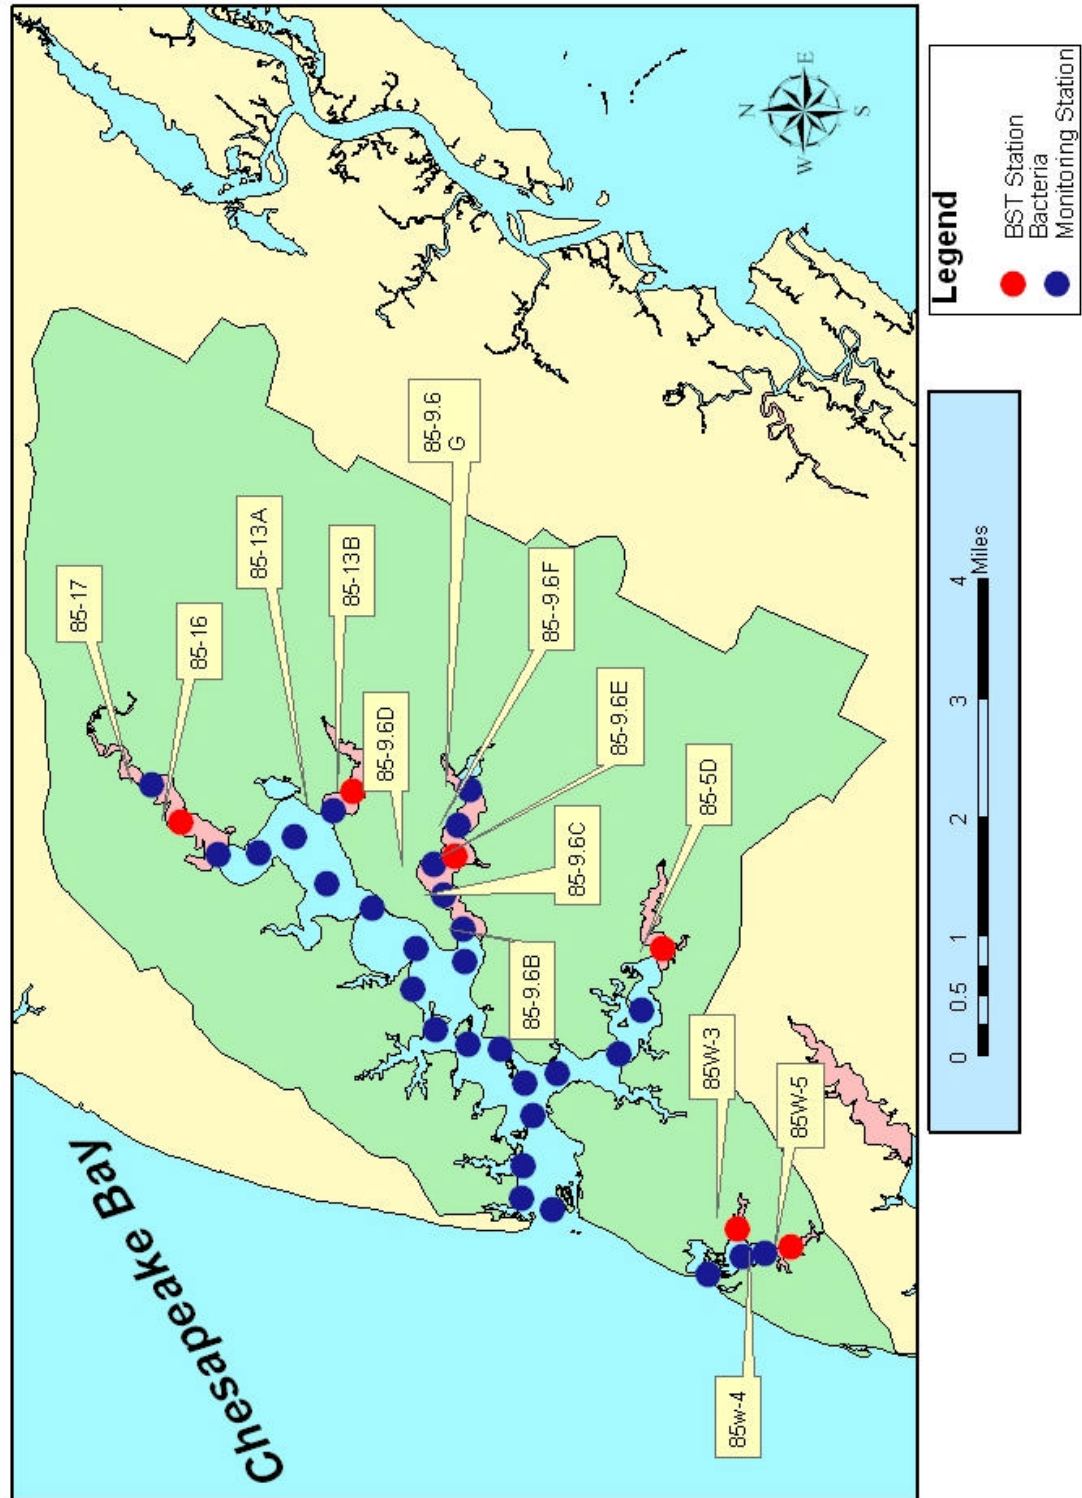 Chesapeake Bay
85-17
85-16
85-13A
85-13B
85-9.6D
85-9.6
G
85--9.6F
85-9.6E
85-9.6C
85-9.6B
85-5D
85W-3
85W-5
85w-4
N
E
S
W
Legend
BST Station
Bacteria
Monitoring Station
0 0.5 1 2 3 4
Miles